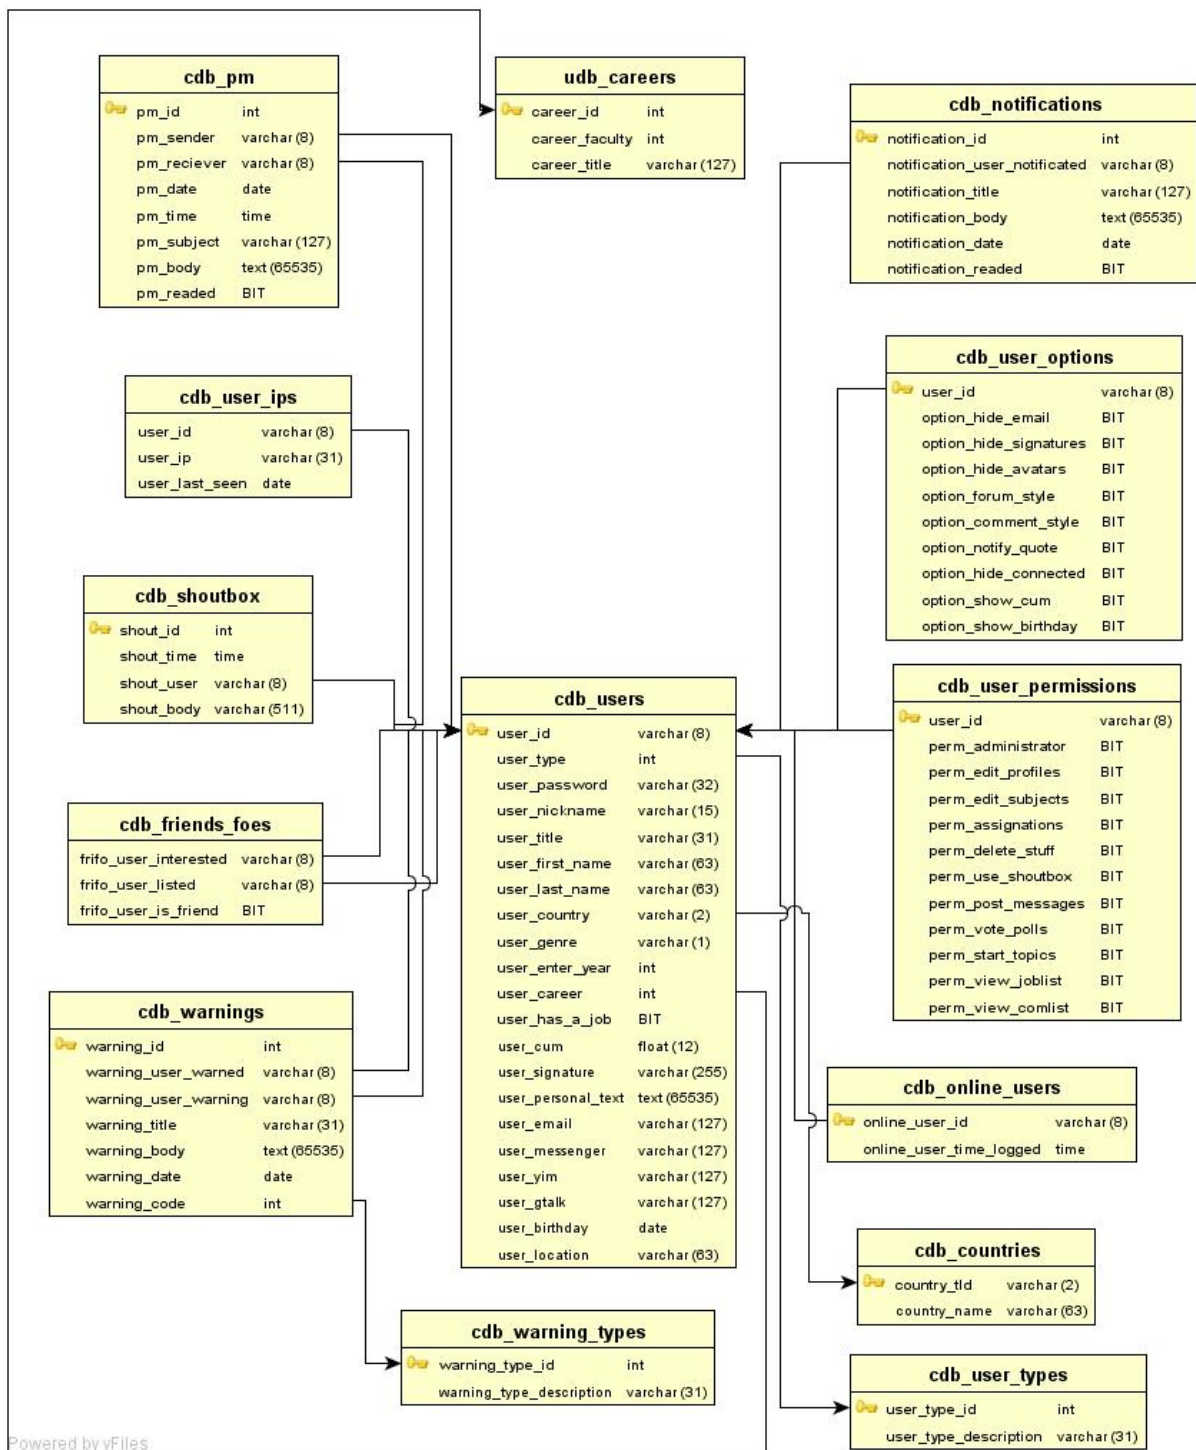 cdb_pm
pm_id int
pm_sender varchar(8)
pm_reciever varchar(8)
pm_date date
pm_time time
pm_subject varchar(127)
pm_body text(65535)
pm_readed BIT
udb_careers
career_id int
career_faculty int
career_title varchar(127)
cdb_notifications
notification_id int
notification_user_notificated varchar(8)
notification_title varchar(127)
notification_body text(65535)
notification_date date
notification_readed BIT
cdb_user_ips
user_id varchar(8)
user_ip varchar(31)
user_last_seen date
cdb_user_options
user_id varchar(8)
option_hide_email BIT
option_hide_signatures BIT
option_hide_avatars BIT
option_forum_style BIT
option_comment_style BIT
option_notify_quote BIT
option_hide_connected BIT
option_show_cum BIT
option_show_birthday BIT
cdb_shoutbox
shout_id int
shout_time time
shout_user varchar(8)
shout_body varchar(511)
cdb_users
user_id varchar(8)
user_type int
user_password varchar(32)
user_nickname varchar(15)
user_title varchar(31)
user_first_name varchar(63)
user_last_name varchar(63)
user_country varchar(2)
user_genre varchar(1)
user_enter_year int
user_career int
user_has_a_job BIT
user_cum float(12)
user_signature varchar(255)
user_personal_text text(65535)
user_email varchar(127)
user_messenger varchar(127)
user_yim varchar(127)
user_gtalk varchar(127)
user_birthday date
user_location varchar(63)
cdb_user_permissions
user_id varchar(8)
perm_administrator BIT
perm_edit_profiles BIT
perm_edit_subjects BIT
perm_assignations BIT
perm_delete_stuff BIT
perm_use_shoutbox BIT
perm_post_messages BIT
perm_vote_polls BIT
perm_start_topics BIT
perm_view_joblist BIT
perm_view_comlist BIT
cdb_friends_foes
frifo_user_interested varchar(8)
frifo_user_listed varchar(8)
frifo_user_is_friend BIT
cdb_warnings
warning_id int
warning_user_warned varchar(8)
warning_user_warning varchar(8)
warning_title varchar(31)
warning_body text(65535)
warning_date date
warning_code int
cdb_online_users
online_user_id varchar(8)
online_user_time_logged time
cdb_countries
country_tld varchar(2)
country_name varchar(63)
cdb_warning_types
warning_type_id int
warning_type_description varchar(31)
cdb_user_types
user_type_id int
user_type_description varchar(31)
Powered by yFiles